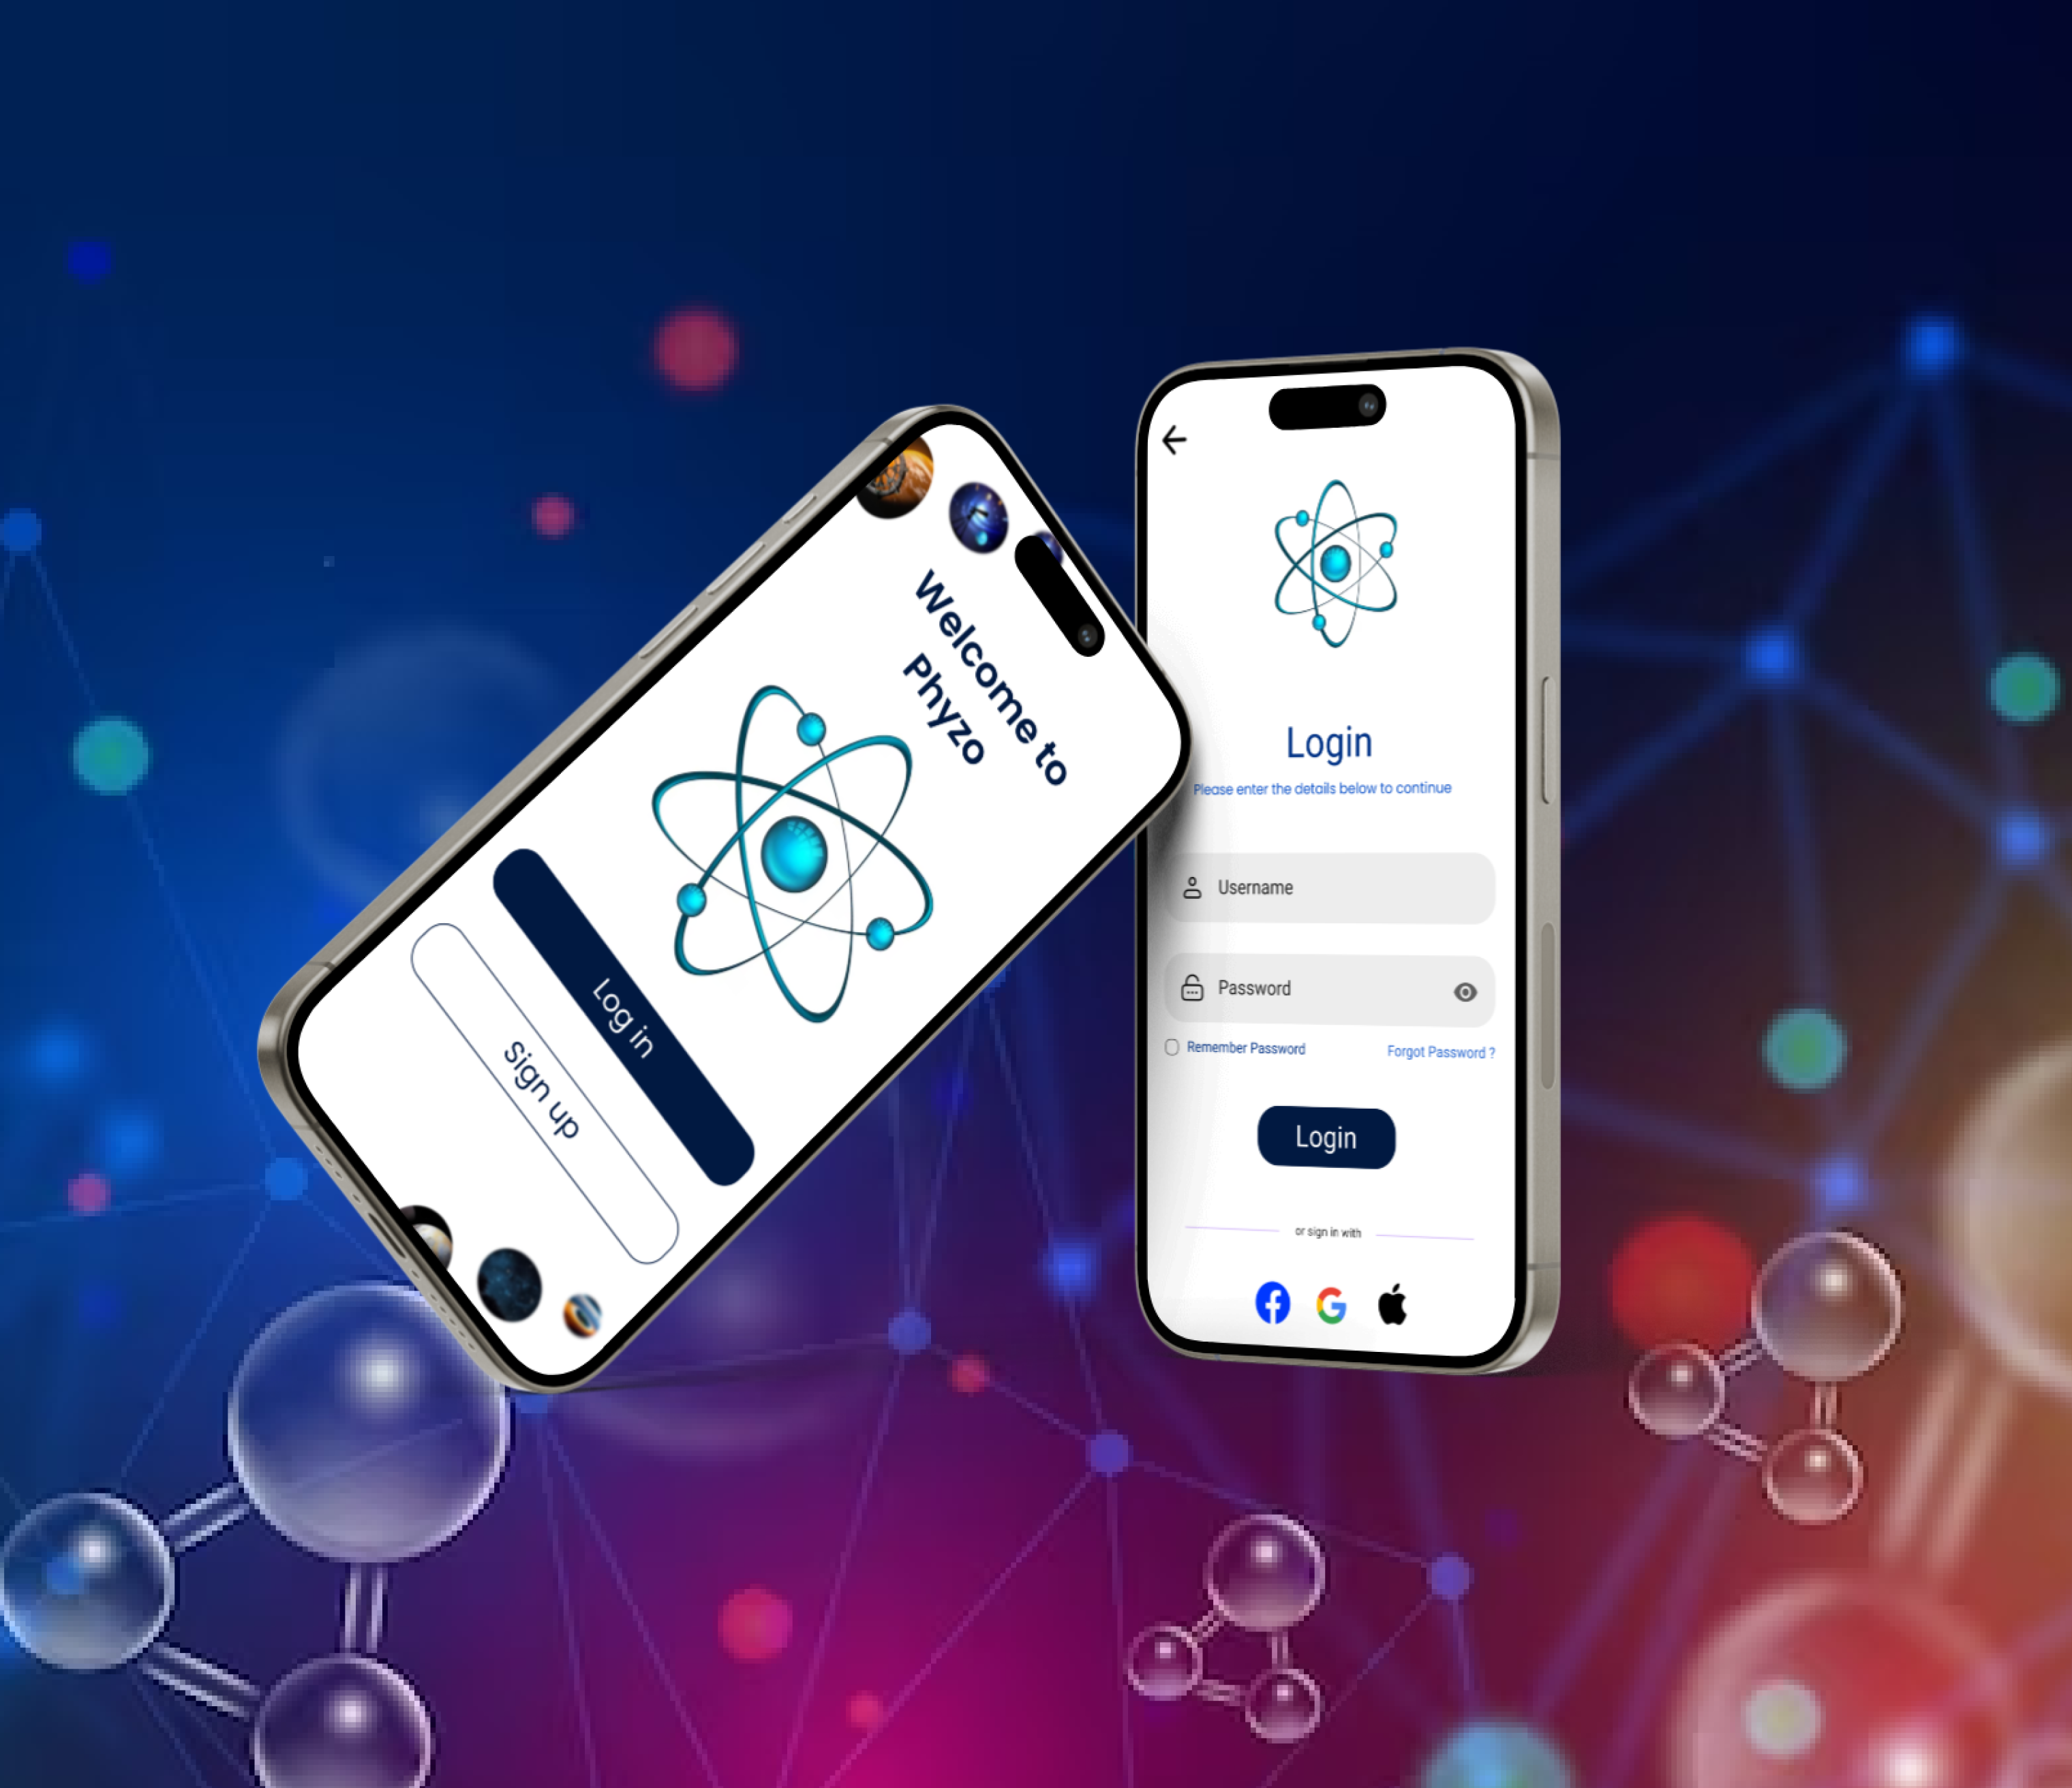 Welcome to
Phyzo
Log in
Sign up
Login
Please enter the details below to continue
Username
Password
Remember Password
Forgot Password ?
Login
or sign in with